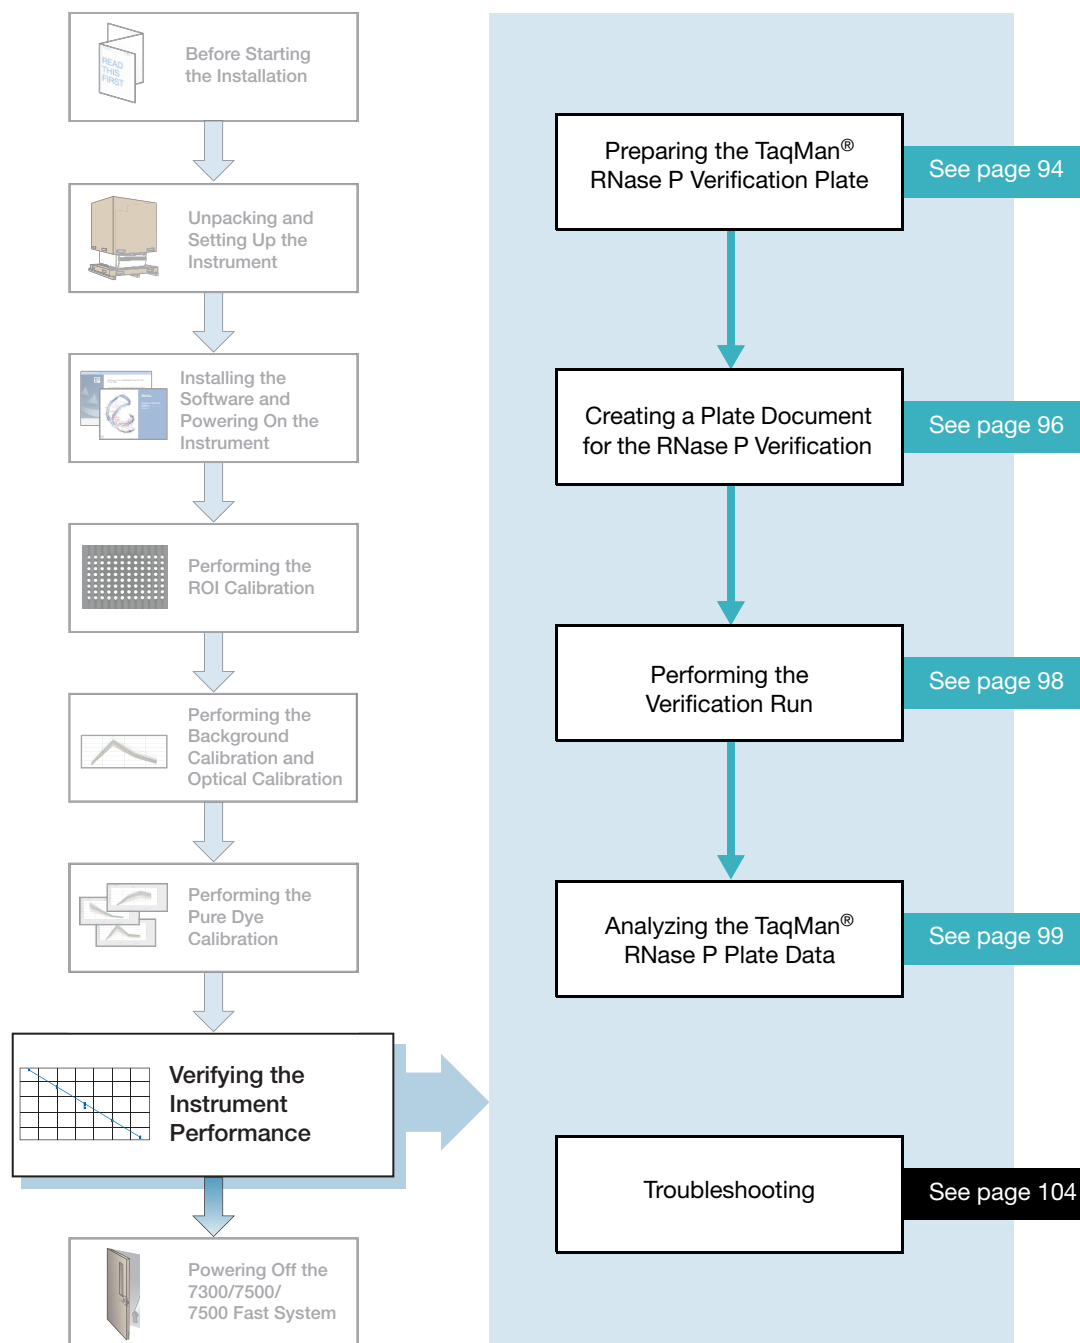 Before Starting
the Installation
READ
THIS
FIRST
Unpacking and
Setting Up the
Instrument
Installing the
Software and
Powering On the
Instrument
Performing the
ROI Calibration
Performing the
Background
Calibration and
Optical Calibration
Performing the
Pure Dye
Calibration
Verifying the
Instrument
Performance
Powering Off the
7300/7500/
7500 Fast System
Preparing the TaqMan®
RNase P Verification Plate
See page 94
Creating a Plate Document
for the RNase P Verification
See page 96
Performing the
Verification Run
See page 98
Analyzing the TaqMan®
RNase P Plate Data
See page 99
Troubleshooting
See page 104